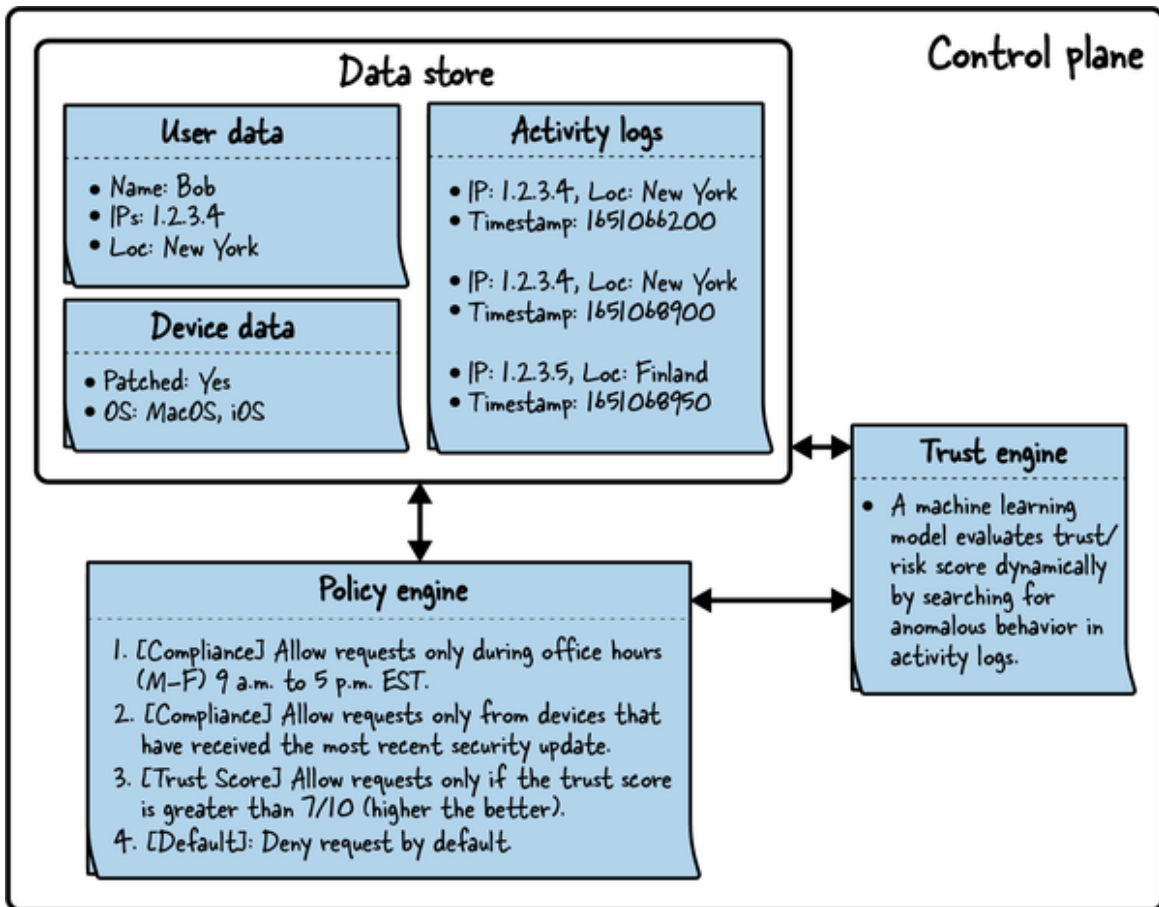 Control plane
Data store
User data
• Name: Bob
• IPs: 1.2.3.4
• Loc: New York
Device data
• Patched: Yes
• OS: MacOS, iOS
Activity logs
• IP: 1.2.3.4, Loc: New York
• Timestamp: 1651066200
• IP: 1.2.3.4, Loc: New York
• Timestamp: 1651068900
• IP: 1.2.3.5, Loc: Finland
• Timestamp: 1651068950
Trust engine
• A machine learning
model evaluates trust/
risk score dynamically
by searching for
anomalous behavior in
activity logs.
Policy engine
1. [Compliance] Allow requests only during office hours
(M–F) 9 a.m. to 5 p.m. EST.
2. [Compliance] Allow requests only from devices that
have received the most recent security update.
3. [Trust Score] Allow requests only if the trust score
is greater than 7/10 (higher the better).
4. [Default]: Deny request by default.